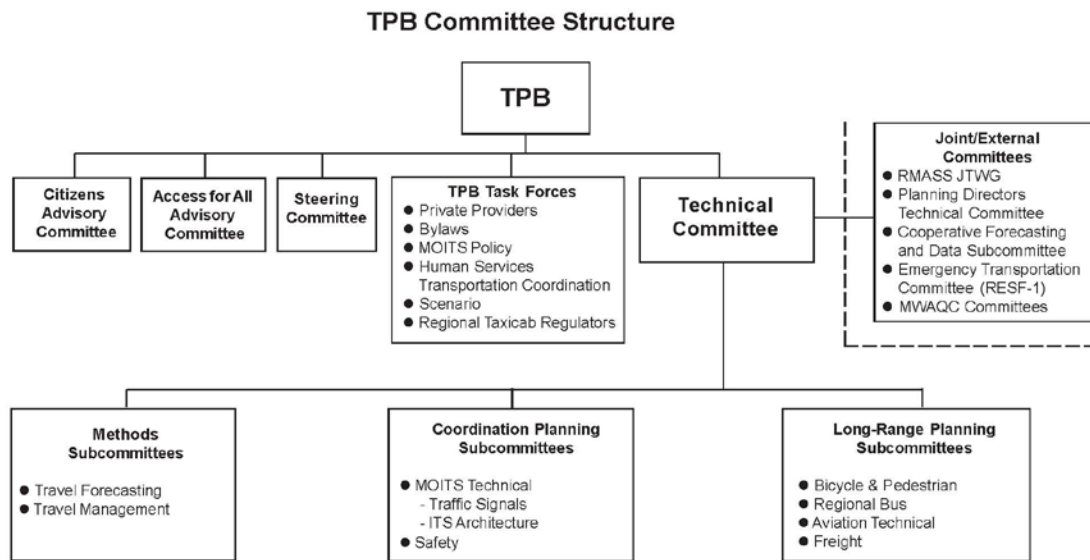 TPB Committee Structure
TPB
Citizens
Advisory
Committee
Access for All
Advisory
Committee
Steering
Committee
TPB Task Forces
● Private Providers
● Bylaws
● MOITS Policy
● Human Services
Transportation Coordination
● Scenario
● Regional Taxicab Regulators
Technical
Committee
Joint/External
Committees
● RMASS JTWG
● Planning Directors
Technical Committee
● Cooperative Forecasting
and Data Subcommittee
● Emergency Transportation
Committee (RESF-1)
● MWAQC Committees
Methods
Subcommittees
● Travel Forecasting
● Travel Management
Coordination Planning
Subcommittees
● MOITS Technical
- Traffic Signals
- ITS Architecture
● Safety
Long-Range Planning
Subcommittees
● Bicycle & Pedestrian
● Regional Bus
● Aviation Technical
● Freight